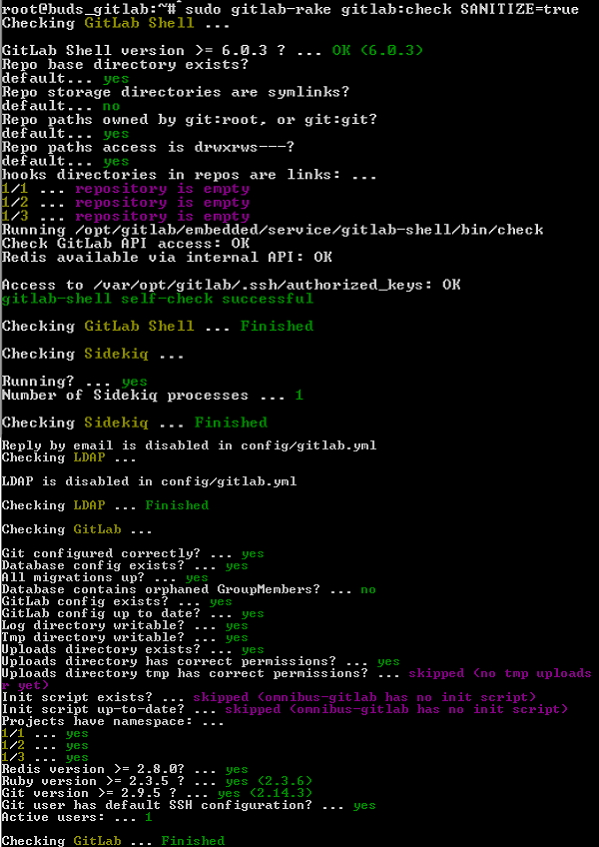 root@buds_gitlab:~# sudo gitlab-rake gitlab:check SANITIZE=true
Checking GitLab Shell ...
GitLab Shell version >= 6.0.3 ? ... OK (6.0.3)
Repo base directory exists?
default... yes
Repo storage directories are symlinks?
default... no
Repo paths owned by git:root, or git:git?
default... yes
Repo paths access is drwxrws---?
default... yes
hooks directories in repos are links: ...
1/1 ... repository is empty
1/2 ... repository is empty
1/3 ... repository is empty
Running /opt/gitlab/embedded/service/gitlab-shell/bin/check
Check GitLab API access: OK
Redis available via internal API: OK
Access to /var/opt/gitlab/.ssh/authorized_keys: OK
gitlab-shell self-check successful
Checking GitLab Shell ... Finished
Checking Sidekiq ...
Running? ... yes
Number of Sidekiq processes ... 1
Checking Sidekiq ... Finished
Reply by email is disabled in config/gitlab.yml
Checking LDAP ...
LDAP is disabled in config/gitlab.yml
Checking LDAP ... Finished
Checking GitLab ...
Git configured correctly? ... yes
Database config exists? ... yes
All migrations up? ... yes
Database contains orphaned GroupMembers? ... no
GitLab config exists? ... yes
GitLab config up to date? ... yes
Log directory writable? ... yes
Tmp directory writable? ... yes
Uploads directory exists? ... yes
Uploads directory has correct permissions? ... yes
Uploads directory tmp has correct permissions? ... skipped (no tmp uploads
r yet)
Init script exists? ... skipped (omnibus-gitlab has no init script)
Init script up-to-date? ... skipped (omnibus-gitlab has no init script)
Projects have namespace: ...
1/1 ... yes
1/2 ... yes
1/3 ... yes
Redis version >= 2.8.0? ... yes
Ruby version >= 2.3.5 ? ... yes (2.3.6)
Git version >= 2.9.5 ? ... yes (2.14.3)
Git user has default SSH configuration? ... yes
Active users: ... 1
Checking GitLab ... Finished